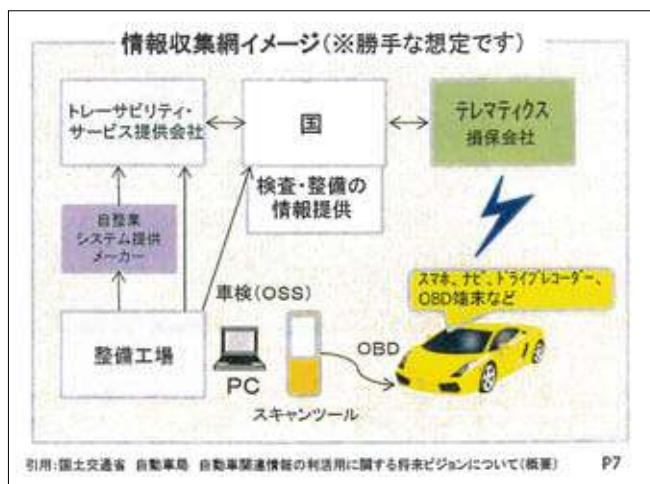 情報収集網イメージ(※勝手な想定です)
トレーサビリティ・
サービス提供会社
国
テレマティクス
損保会社
検査・整備の
情報提供
自整業
システム提供
メーカー
スマホ、ナビ、ドライブレコーダー、
OBD端末など
車検(OSS)
整備工場
PC
OBD
スキャンツール
引用:国土交通省 自動車局 自動車関連情報の利活用に関する将来ビジョンについて(概要) P7